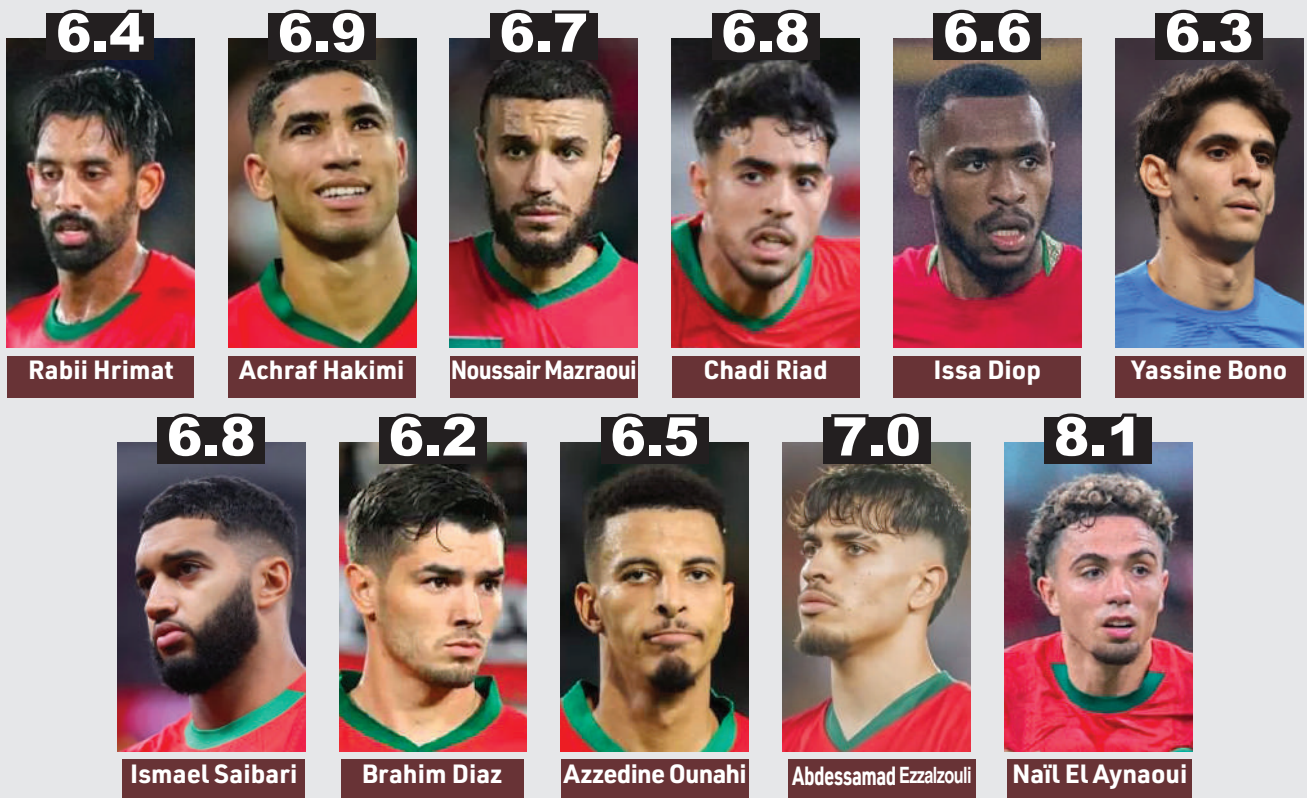 6.4 6.9 6.7 6.8 6.6 6.3
Rabii Hrimat Achraf Hakimi Noussair Mazraoui Chadi Riad Issa Diop Yassine Bono
6.8 6.2 6.5 7.0 8.1
Ismael Saibari Brahim Diaz Azzedine Ounahi Abdessamad Ezzalzouli Naïl El Aynaoui